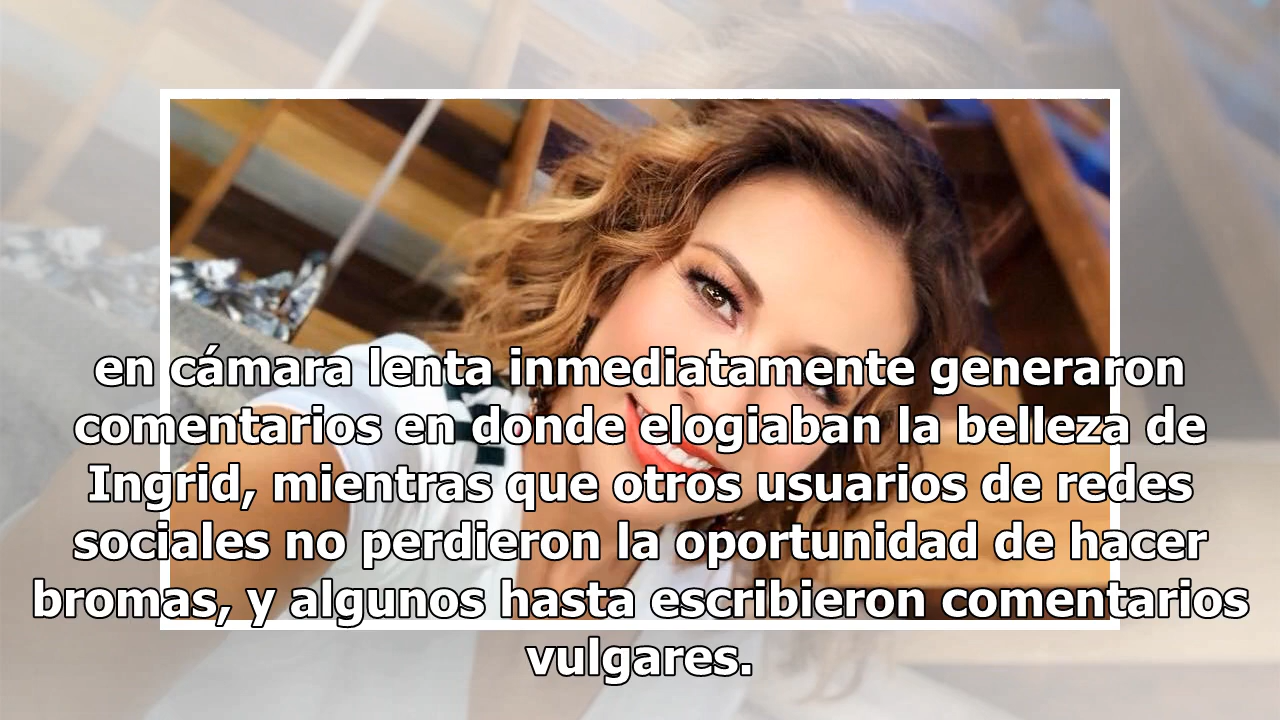 en cámara lenta inmediatamente generaron
comentarios en donde elogiaban la belleza de
Ingrid, mientras que otros usuarios de redes
sociales no perdieron la oportunidad de hacer
bromas, y algunos hasta escribieron comentarios
vulgares.